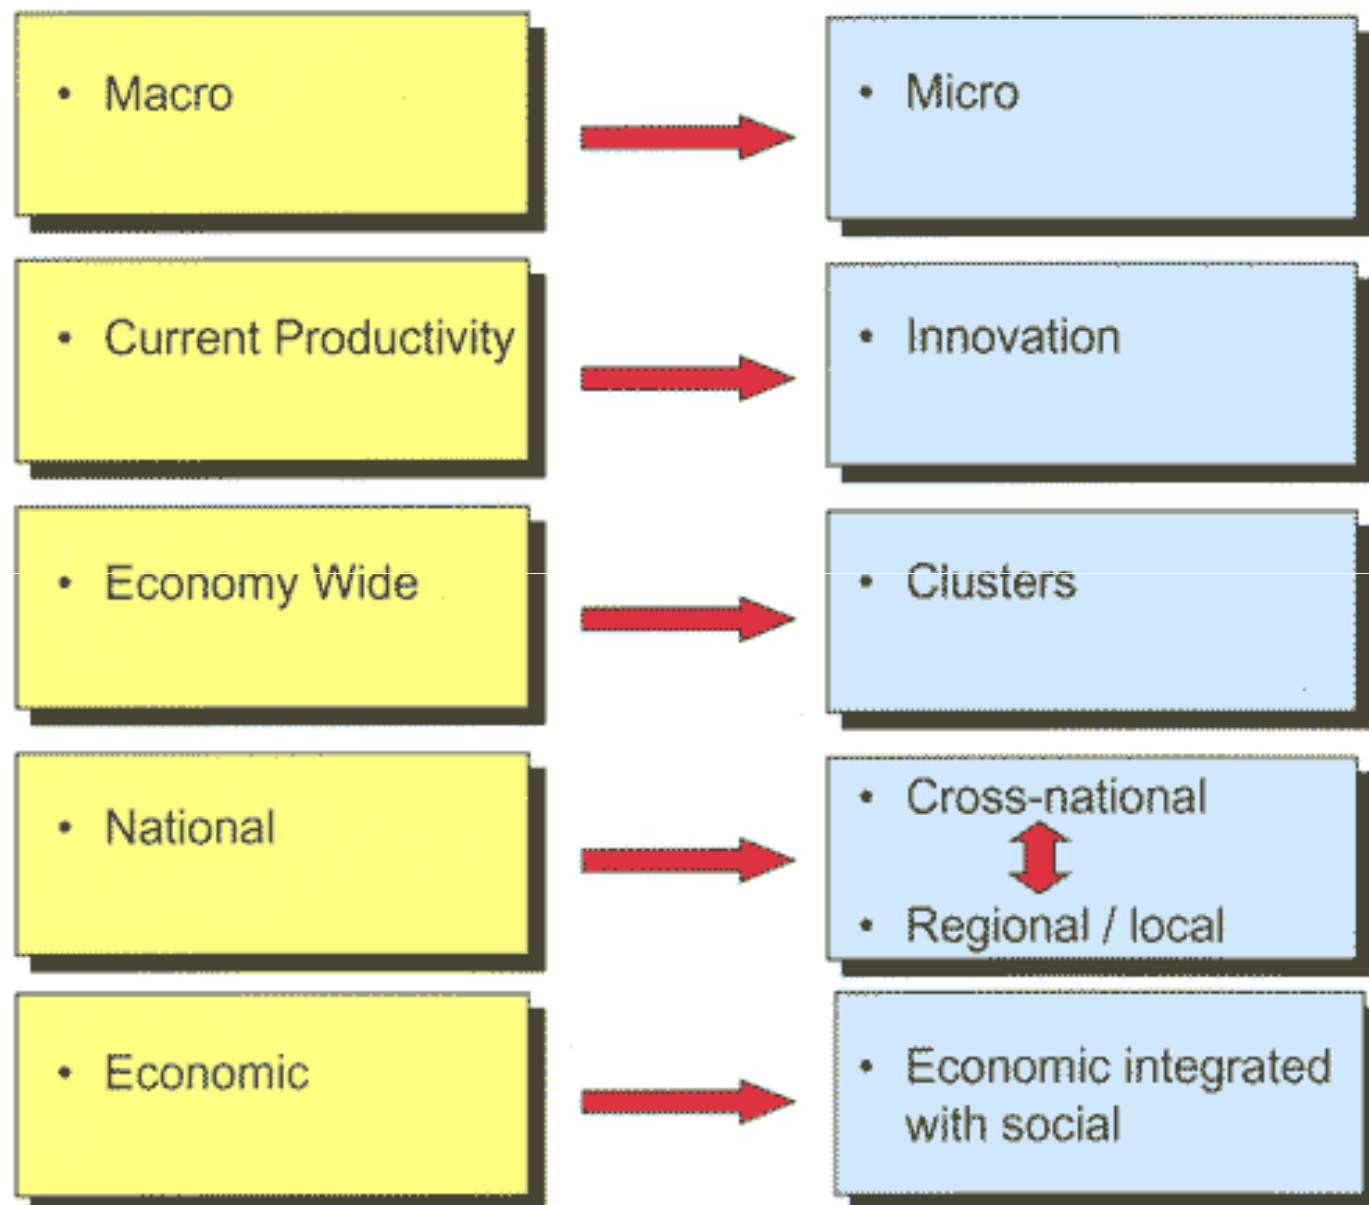 • Macro
• Micro
• Current Productivity
• Innovation
• Economy Wide
• Clusters
• National
• Cross-national
• Regional / local
• Economic
• Economic integrated
with social